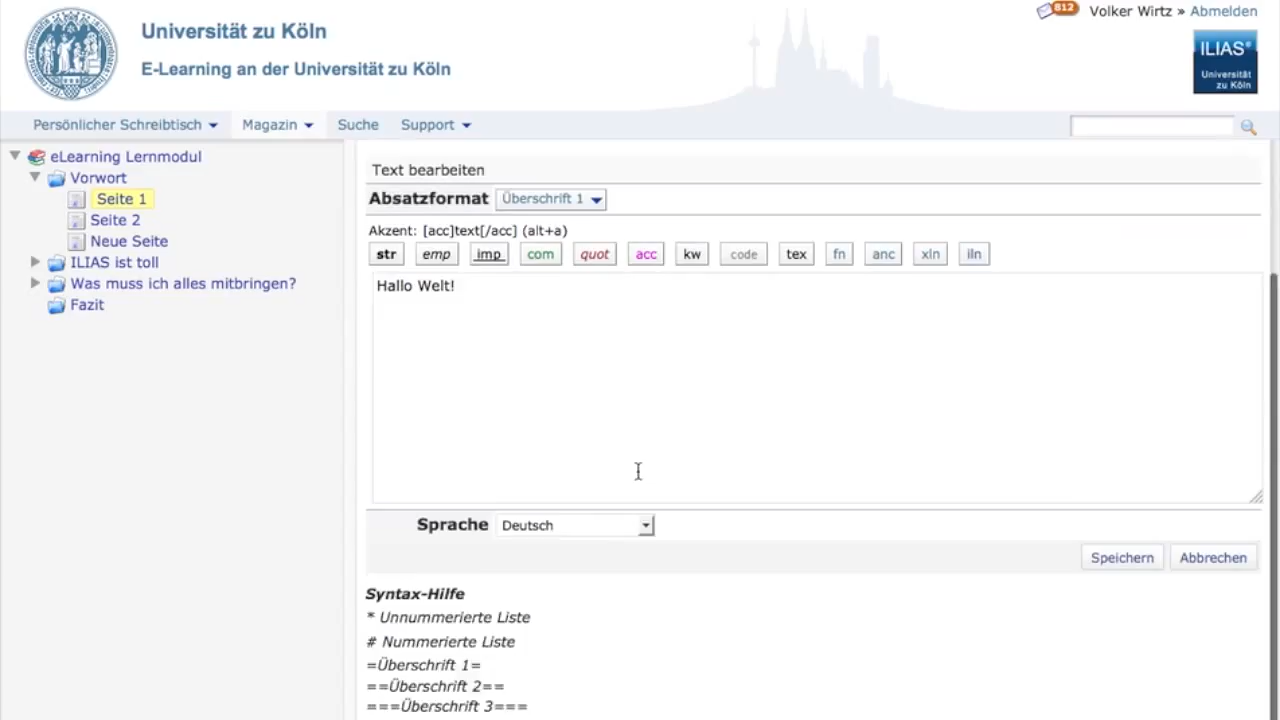 812 Volker Wirtz » Abmelden
Universität zu Köln
E-Learning an der Universität zu Köln
ILIAS®
Universität
zu Köln
Persönlicher Schreibtisch Magazin Suche Support
eLearning Lernmodul
Vorwort
Seite 1
Seite 2
Neue Seite
ILIAS ist toll
Was muss ich alles mitbringen?
Fazit
Text bearbeiten
Absatzformat Überschrift 1
Akzent: [acc]text[/acc] (alt+a)
str emp imp com quot acc kw code tex fn anc xln iln
Hallo Welt!
Sprache Deutsch
Speichern Abbrechen
Syntax-Hilfe
* Unnummerierte Liste
# Nummerierte Liste
=Überschrift 1=
==Überschrift 2==
===Überschrift 3===